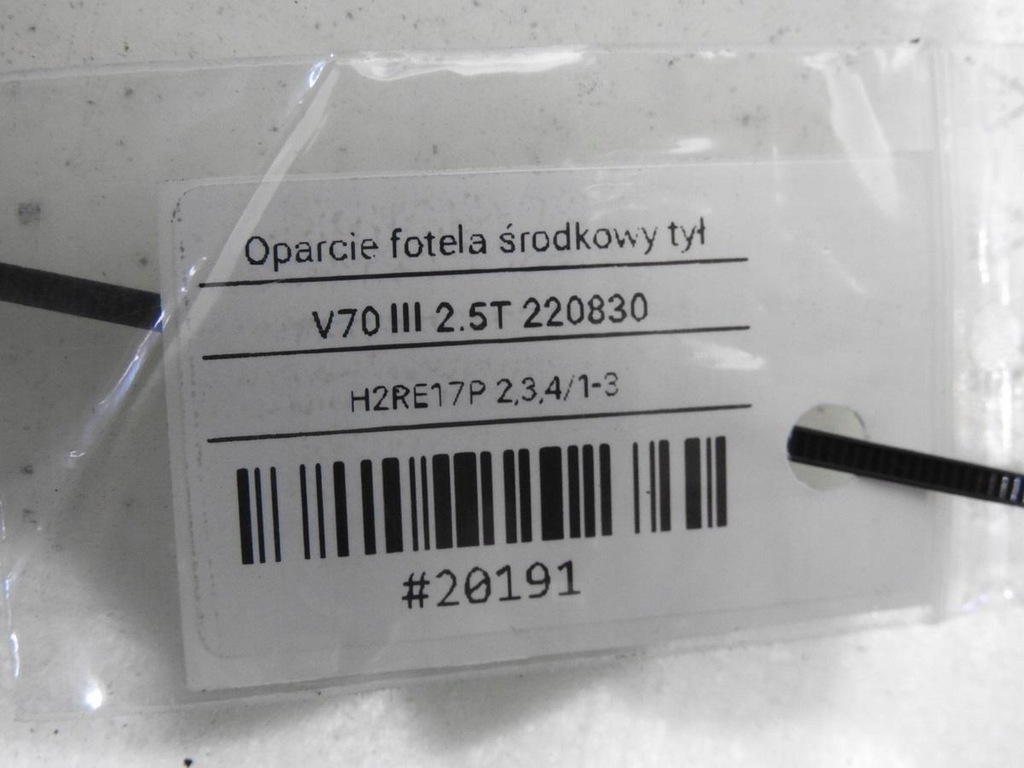 Oparcie fotela środkowy tył
V70 III 2.5T 220830
H2RE17P 2,3,4/1-3
#20191